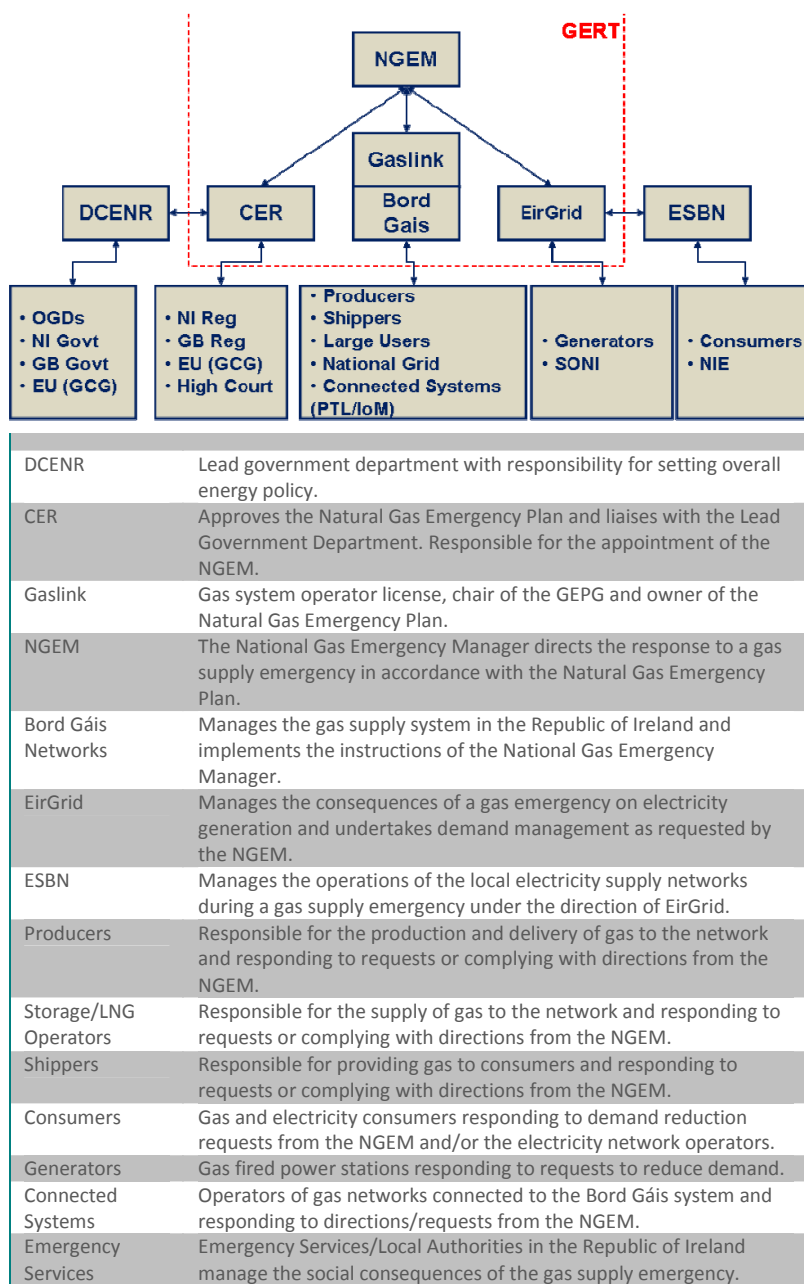 GERT
NGEM
Gaslink
Bord
Gais
DCENR
CER
EirGrid
ESBN
• OGDs
• NI Govt
• GB Govt
• EU (GCG)
• NI Reg
• GB Reg
• EU (GCG)
• High Court
• Producers
• Shippers
• Large Users
• National Grid
• Connected Systems
(PTL/IoM)
• Generators
• SONI
• Consumers
• NIE
DCENR Lead government department with responsibility for setting overall
energy policy.
CER Approves the Natural Gas Emergency Plan and liaises with the Lead
Government Department. Responsible for the appointment of the
NGEM.
Gaslink Gas system operator license, chair of the GEPG and owner of the
Natural Gas Emergency Plan.
NGEM The National Gas Emergency Manager directs the response to a gas
supply emergency in accordance with the Natural Gas Emergency
Plan.
Bord Gáis Manages the gas supply system in the Republic of Ireland and
Networks implements the instructions of the National Gas Emergency
Manager.
EirGrid Manages the consequences of a gas emergency on electricity
generation and undertakes demand management as requested by
the NGEM.
ESBN Manages the operations of the local electricity supply networks
during a gas supply emergency under the direction of EirGrid.
Producers Responsible for the production and delivery of gas to the network
and responding to requests or complying with directions from the
NGEM.
Storage/LNG Responsible for the supply of gas to the network and responding to
Operators requests or complying with directions from the NGEM.
Shippers Responsible for providing gas to consumers and responding to
requests or complying with directions from the NGEM.
Consumers Gas and electricity consumers responding to demand reduction
requests from the NGEM and/or the electricity network operators.
Generators Gas fired power stations responding to requests to reduce demand.
Connected Operators of gas networks connected to the Bord Gáis system and
Systems responding to directions/requests from the NGEM.
Emergency Emergency Services/Local Authorities in the Republic of Ireland
Services manage the social consequences of the gas supply emergency.